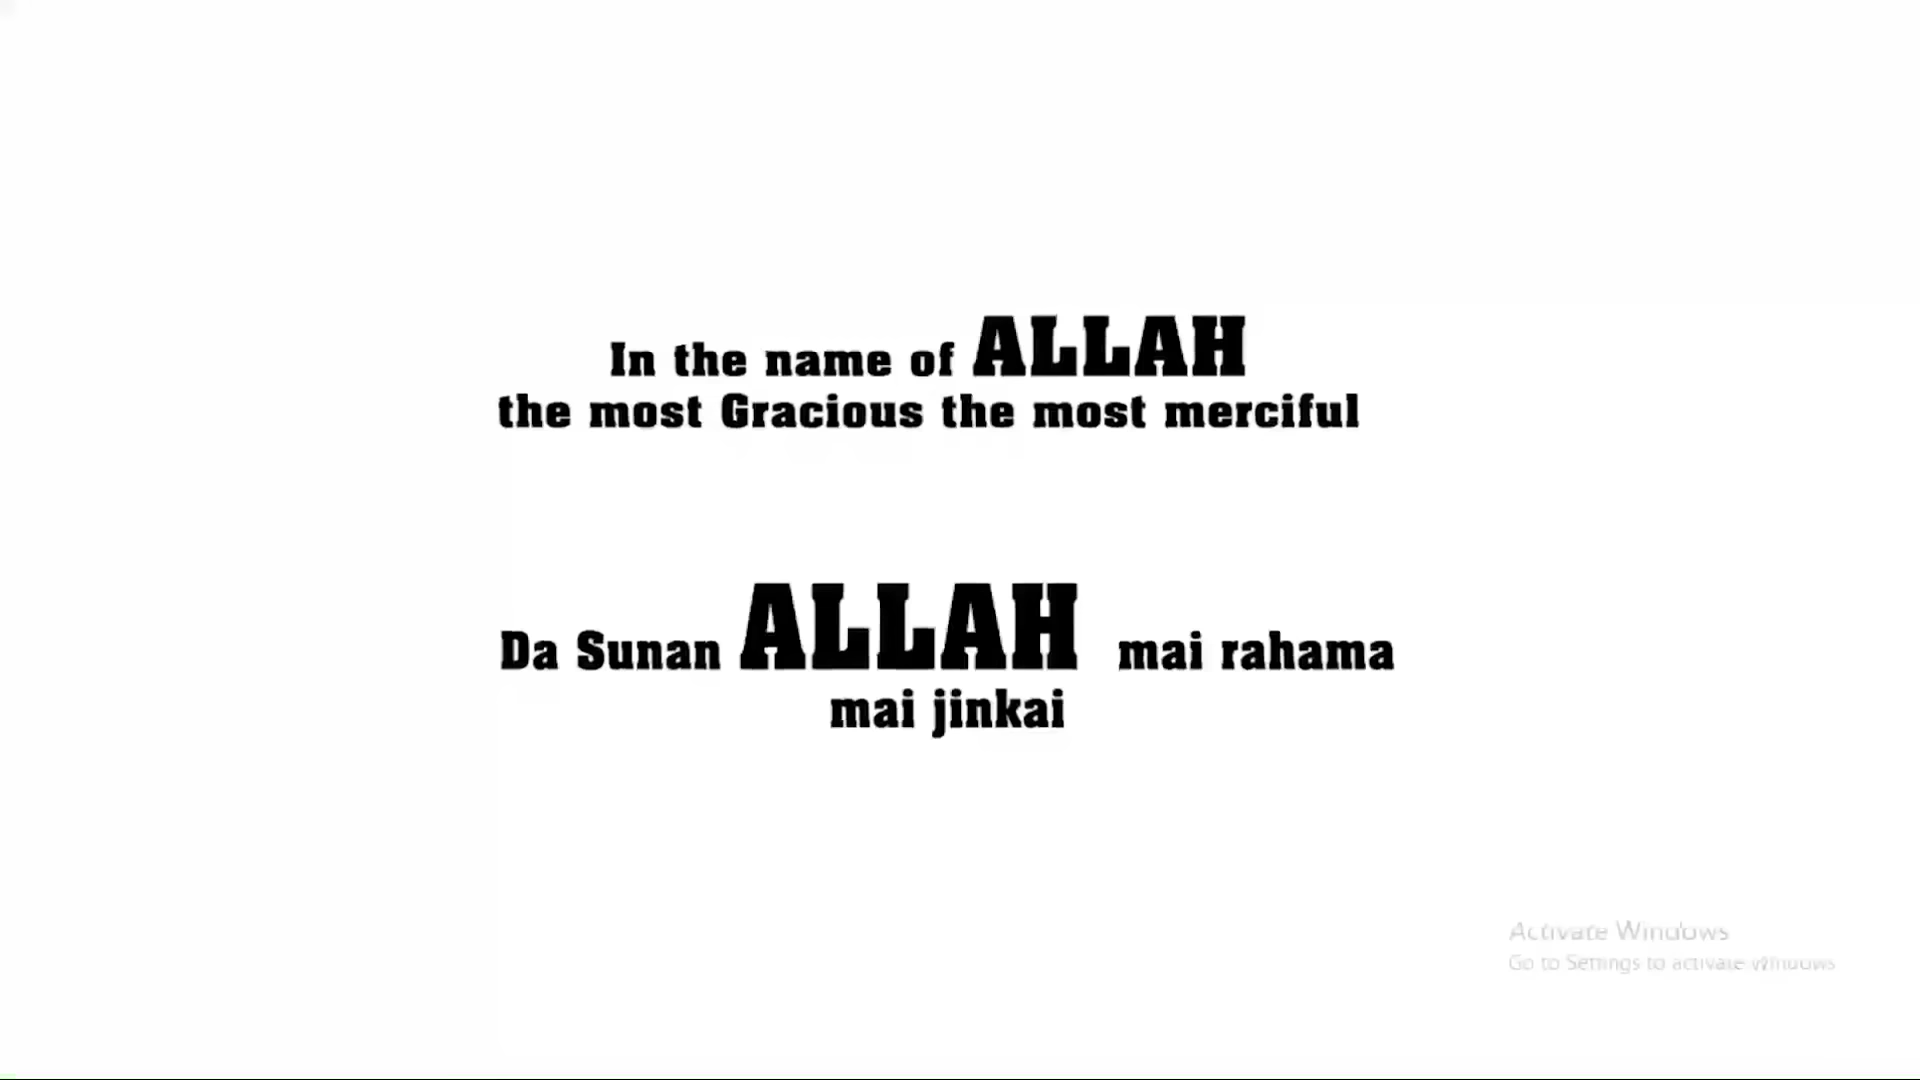 In the name of ALLAH
the most Gracious the most merciful
Da Sunan ALLAH mai rahama
mai jinkai
Activate Windows
Go to Settings to activate Windows